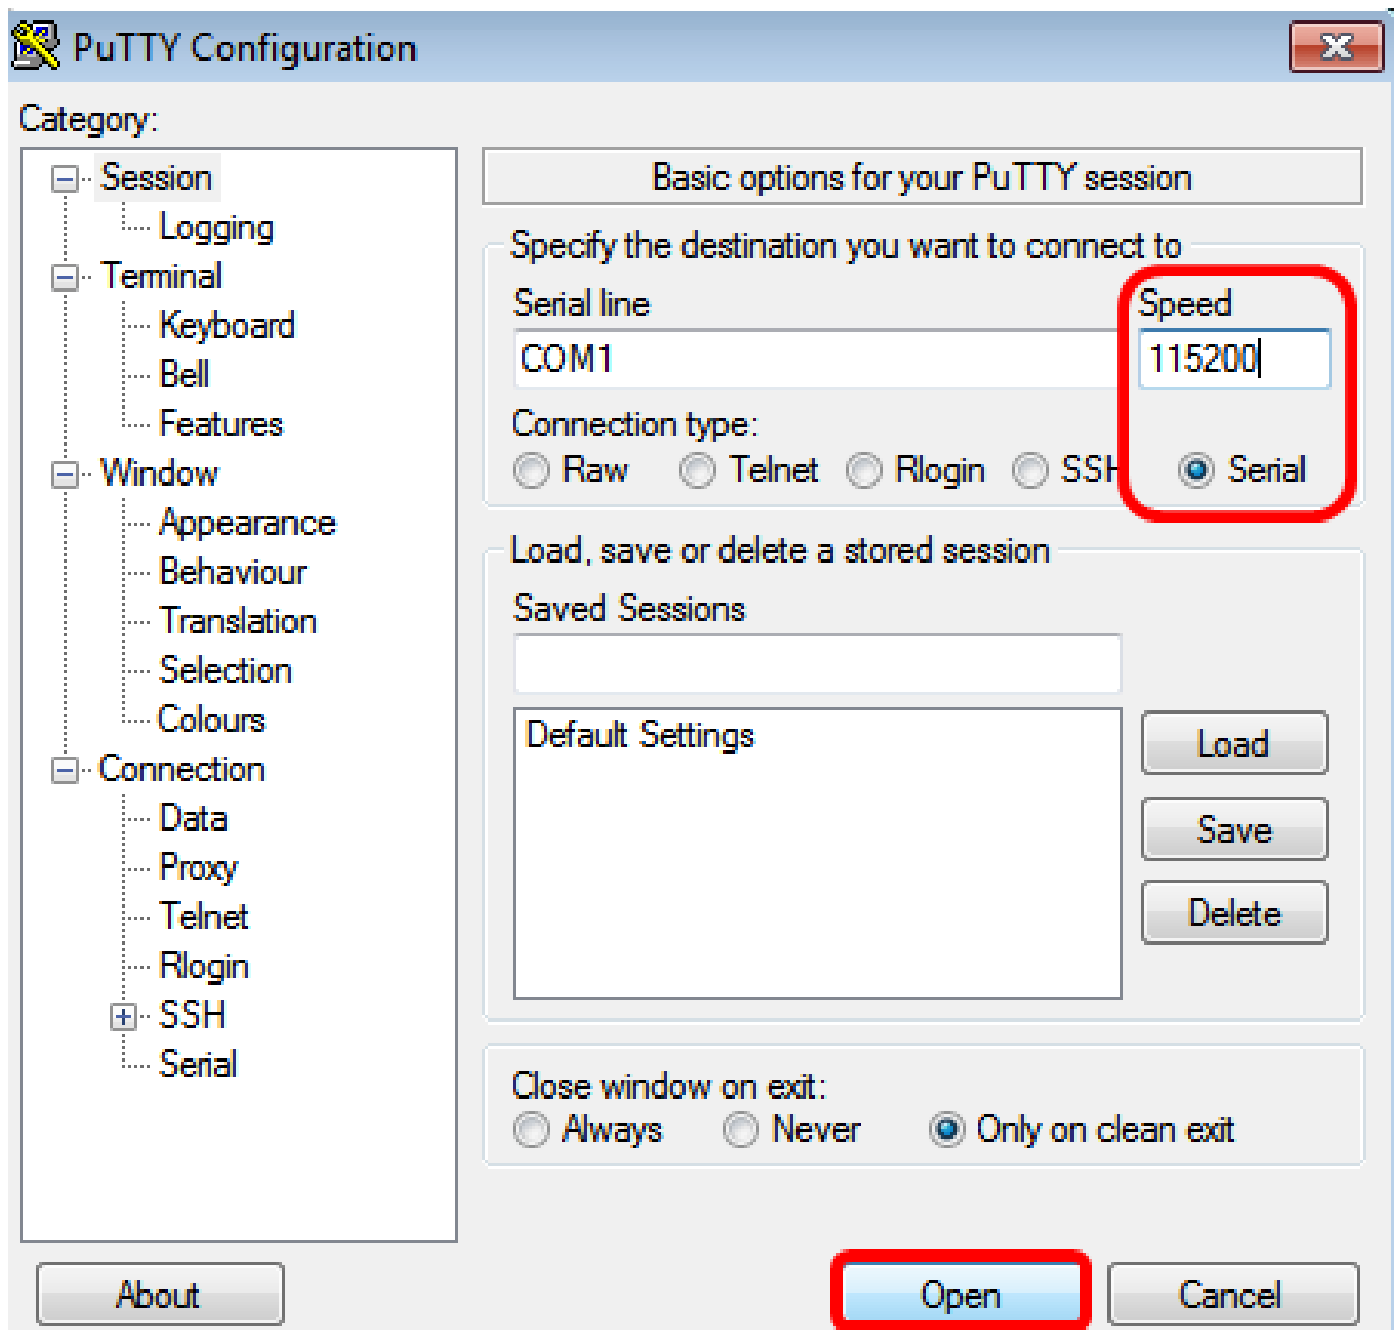 PuTTY Configuration
Category:
Session
Logging
Terminal
Keyboard
Bell
Features
Window
Appearance
Behaviour
Translation
Selection
Colours
Connection
Data
Proxy
Telnet
Rlogin
SSH
Serial
Basic options for your PuTTY session
Specify the destination you want to connect to
Serial line Speed
COM1 115200
Connection type:
Raw Telnet Rlogin SSH Serial
Load, save or delete a stored session
Saved Sessions
Default Settings
Load
Save
Delete
Close window on exit:
Always Never Only on clean exit
About Open Cancel